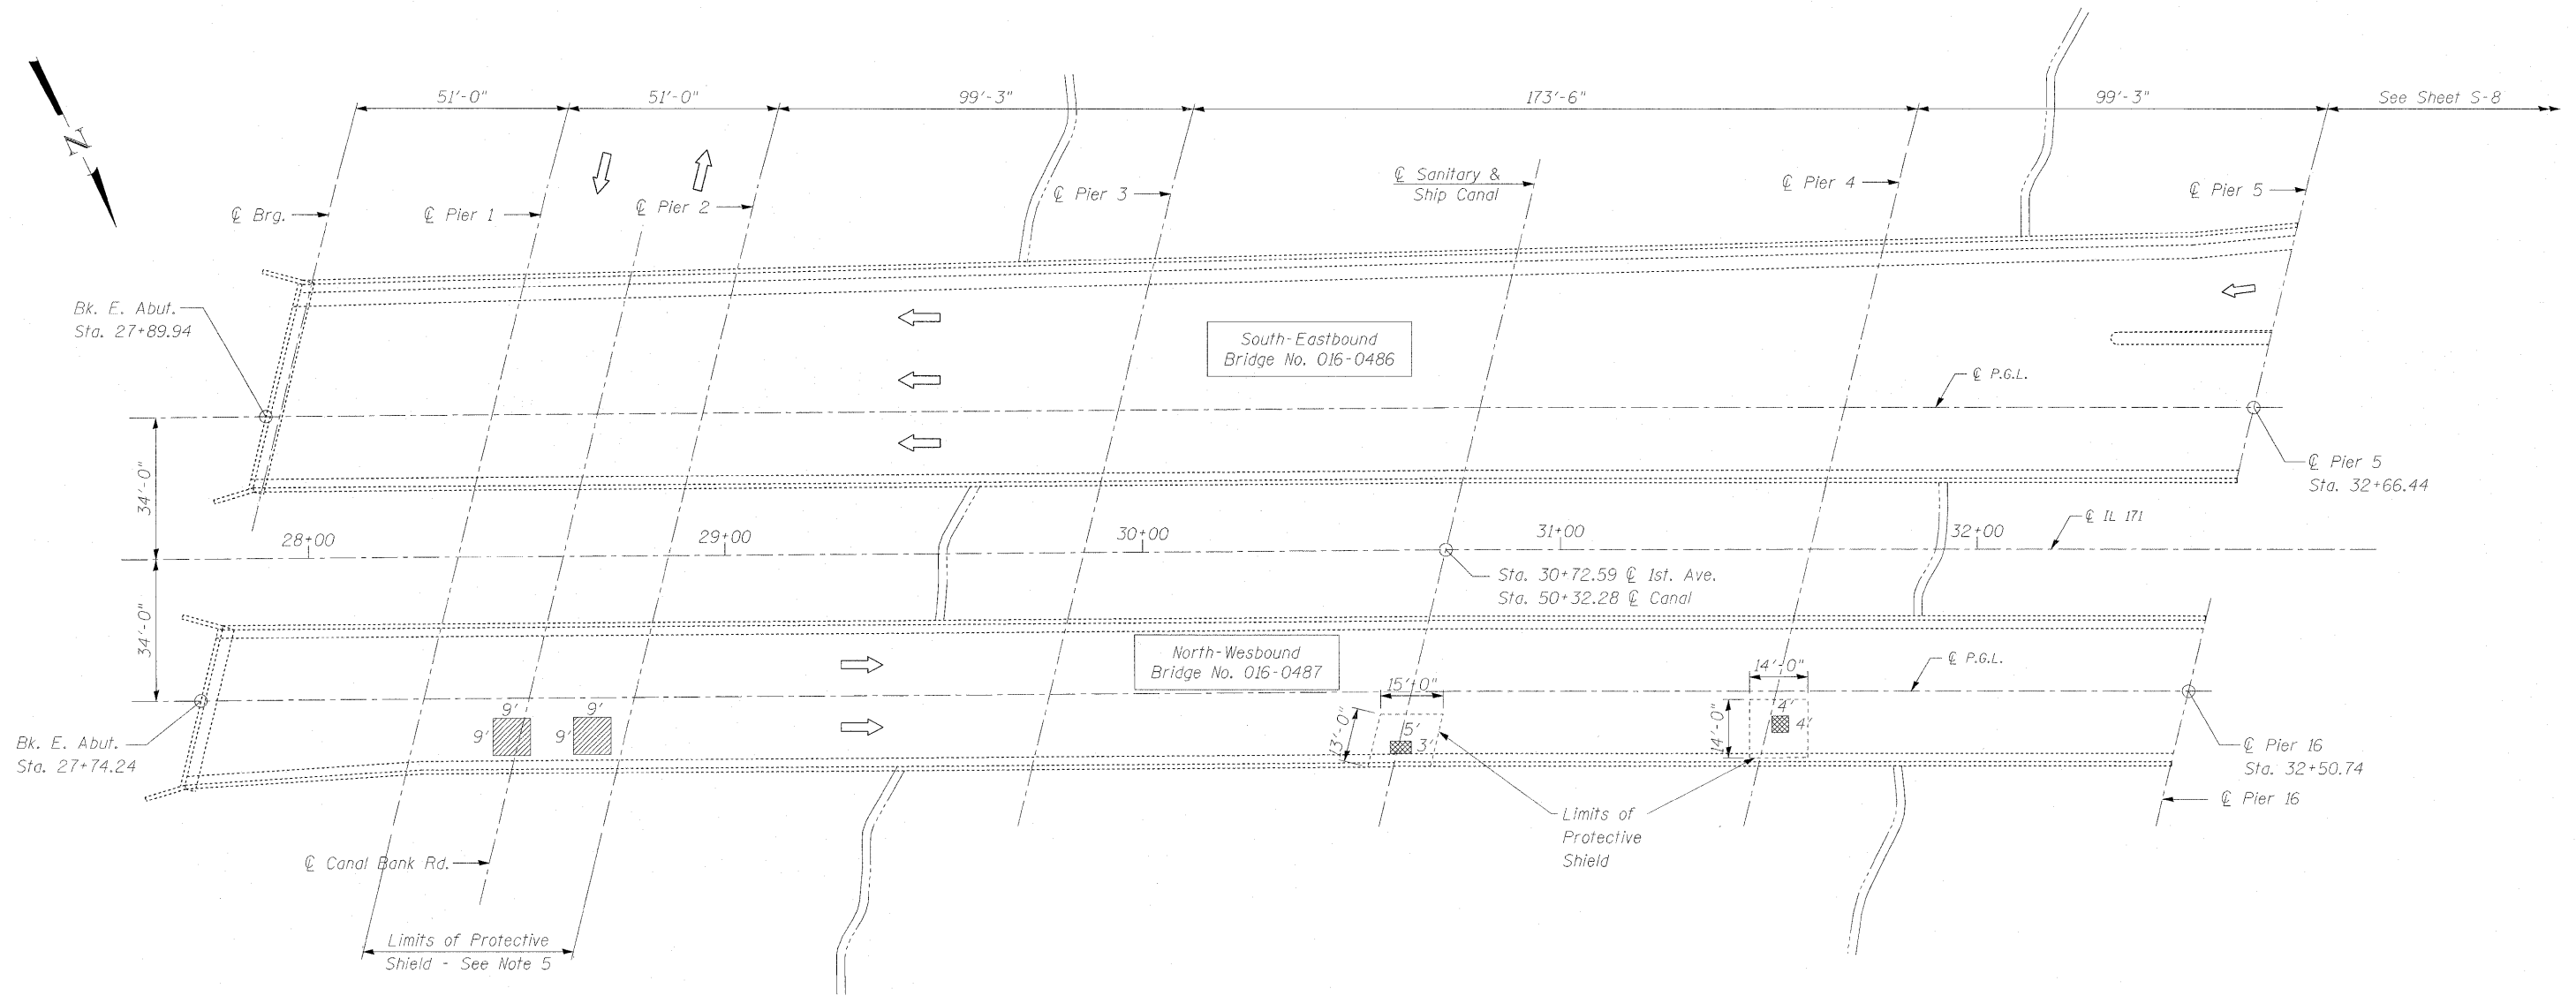 51'-0"
51'-0"
99'-3"
173'-6"
99'-3"
See Sheet S-8
N
℄ Brg.
℄ Pier 1
℄ Pier 2
℄ Pier 3
℄ Sanitary &
Ship Canal
℄ Pier 4
℄ Pier 5
Bk. E. Abut.
Sta. 27+89.94
South-Eastbound
Bridge No. 016-0486
℄ P.G.L.
℄ Pier 5
Sta. 32+66.44
34'-0"
28+00
29+00
30+00
31+00
32+00
℄ IL 171
Sta. 30+72.59 ℄ 1st. Ave.
Sta. 50+32.28 ℄ Canal
34'-0"
North-Wesbound
Bridge No. 016-0487
℄ P.G.L.
15'-0"
14'-0"
9'
9'
9'
9'
13'-0"
5'
3'
14'-0"
4'
4'
Bk. E. Abut.
Sta. 27+74.24
℄ Pier 16
Sta. 32+50.74
℄ Pier 16
Limits of
Protective
Shield
℄ Canal Bank Rd.
Limits of Protective
Shield - See Note 5